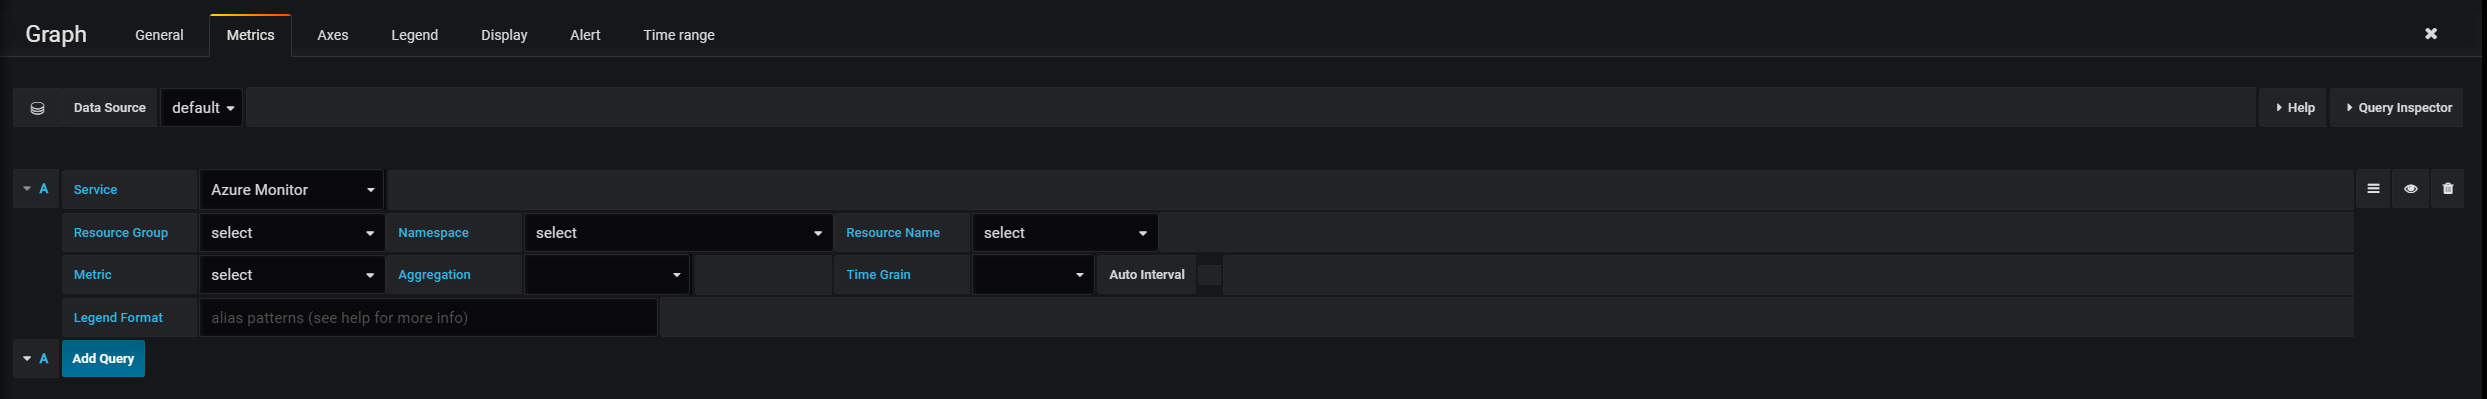 Graph General Metrics Axes Legend Display Alert Time range
Data Source default Help Query Inspector
A Service Azure Monitor
Resource Group select Namespace select Resource Name select
Metric select Aggregation Time Grain Auto Interval
Legend Format alias patterns (see help for more info)
A Add Query